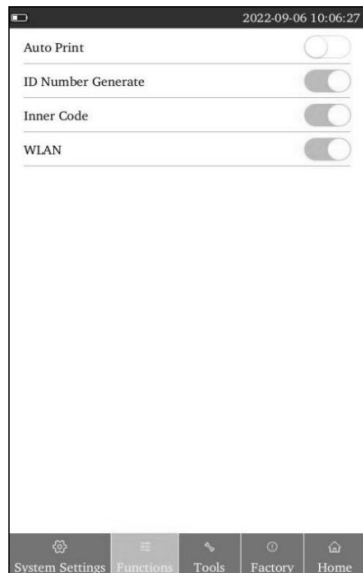 2022-09-06 10:06:27
Auto Print
ID Number Generate
Inner Code
WLAN
System Settings Functions Tools Factory Home